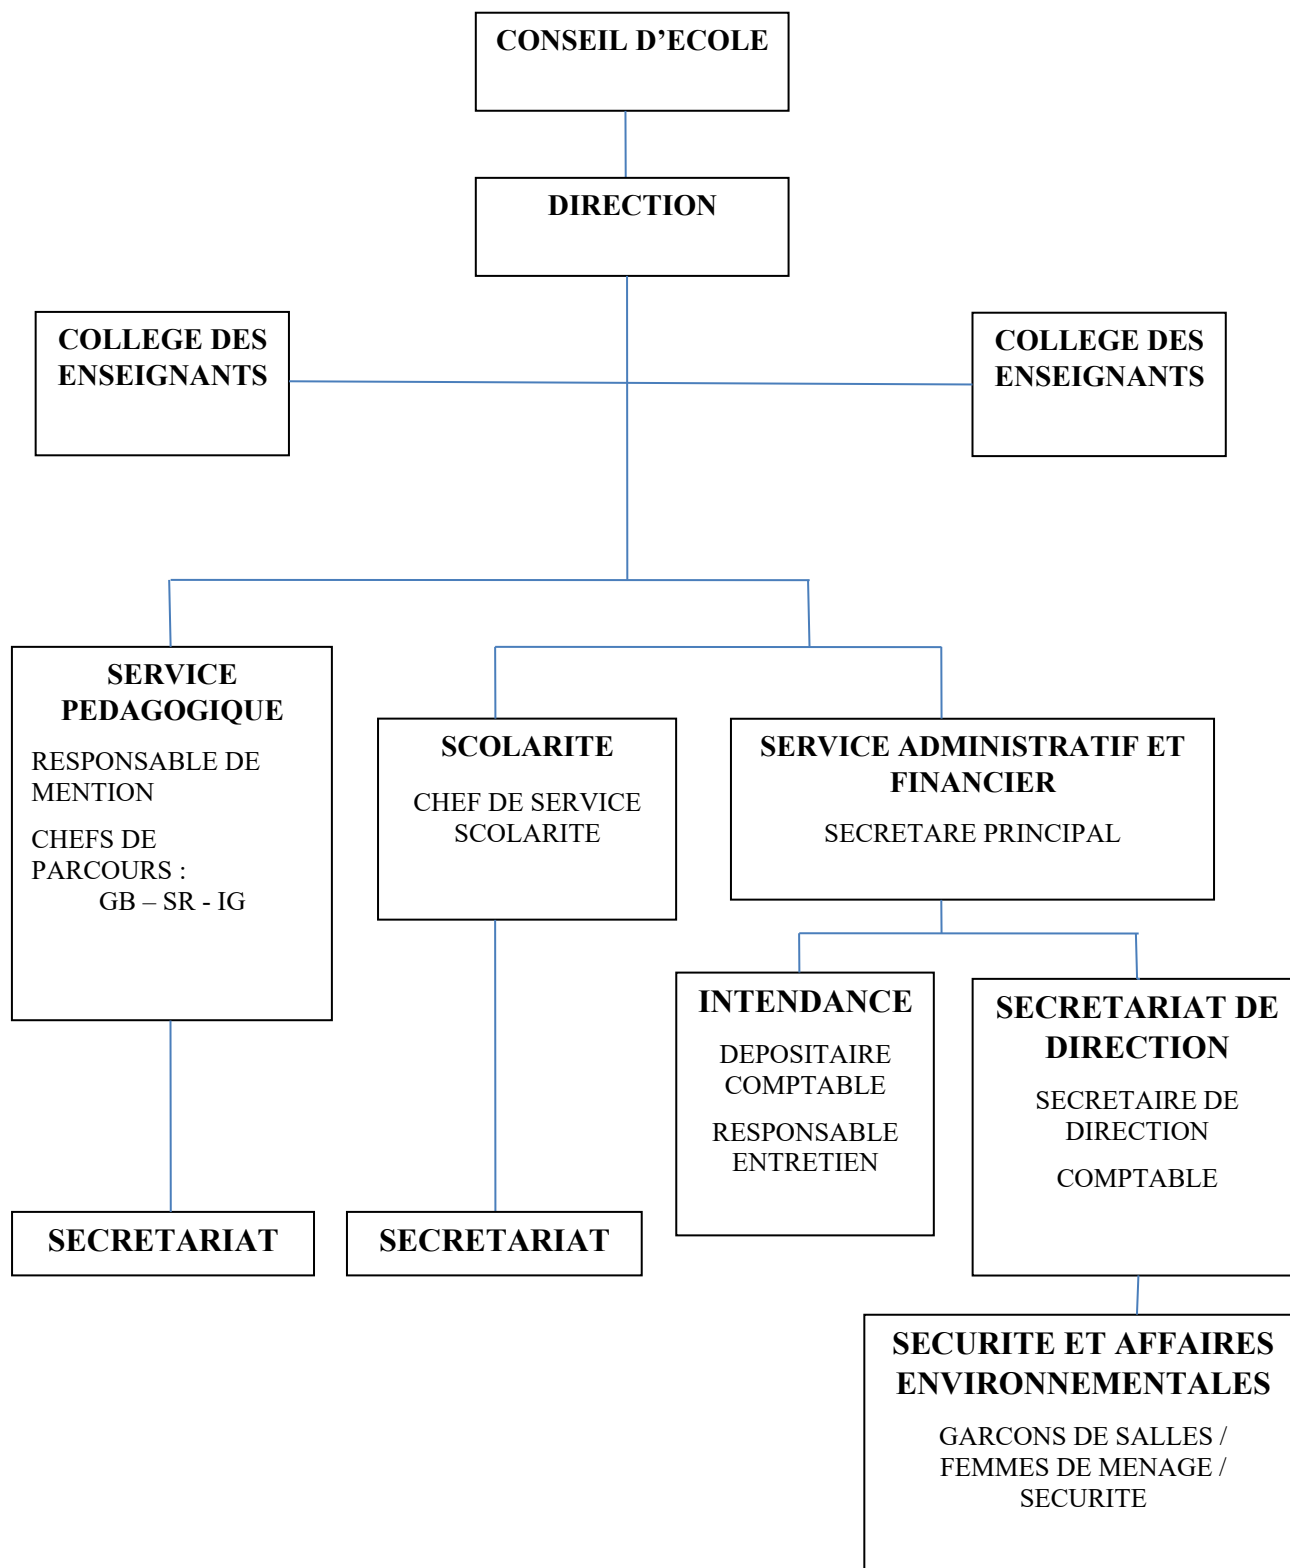 CONSEIL D’ECOLE
DIRECTION
COLLEGE DES
ENSEIGNANTS
COLLEGE DES
ENSEIGNANTS
SERVICE
PEDAGOGIQUE
RESPONSABLE DE
MENTION
CHEFS DE
PARCOURS :
GB – SR - IG
SCOLARITE
CHEF DE SERVICE
SCOLARITE
SERVICE ADMINISTRATIF ET
FINANCIER
SECRETARE PRINCIPAL
INTENDANCE
DEPOSITAIRE
COMPTABLE
RESPONSABLE
ENTRETIEN
SECRETARIAT DE
DIRECTION
SECRETAIRE DE
DIRECTION
COMPTABLE
SECRETARIAT
SECRETARIAT
SECURITE ET AFFAIRES
ENVIRONNEMENTALES
GARCONS DE SALLES /
FEMMES DE MENAGE /
SECURITE